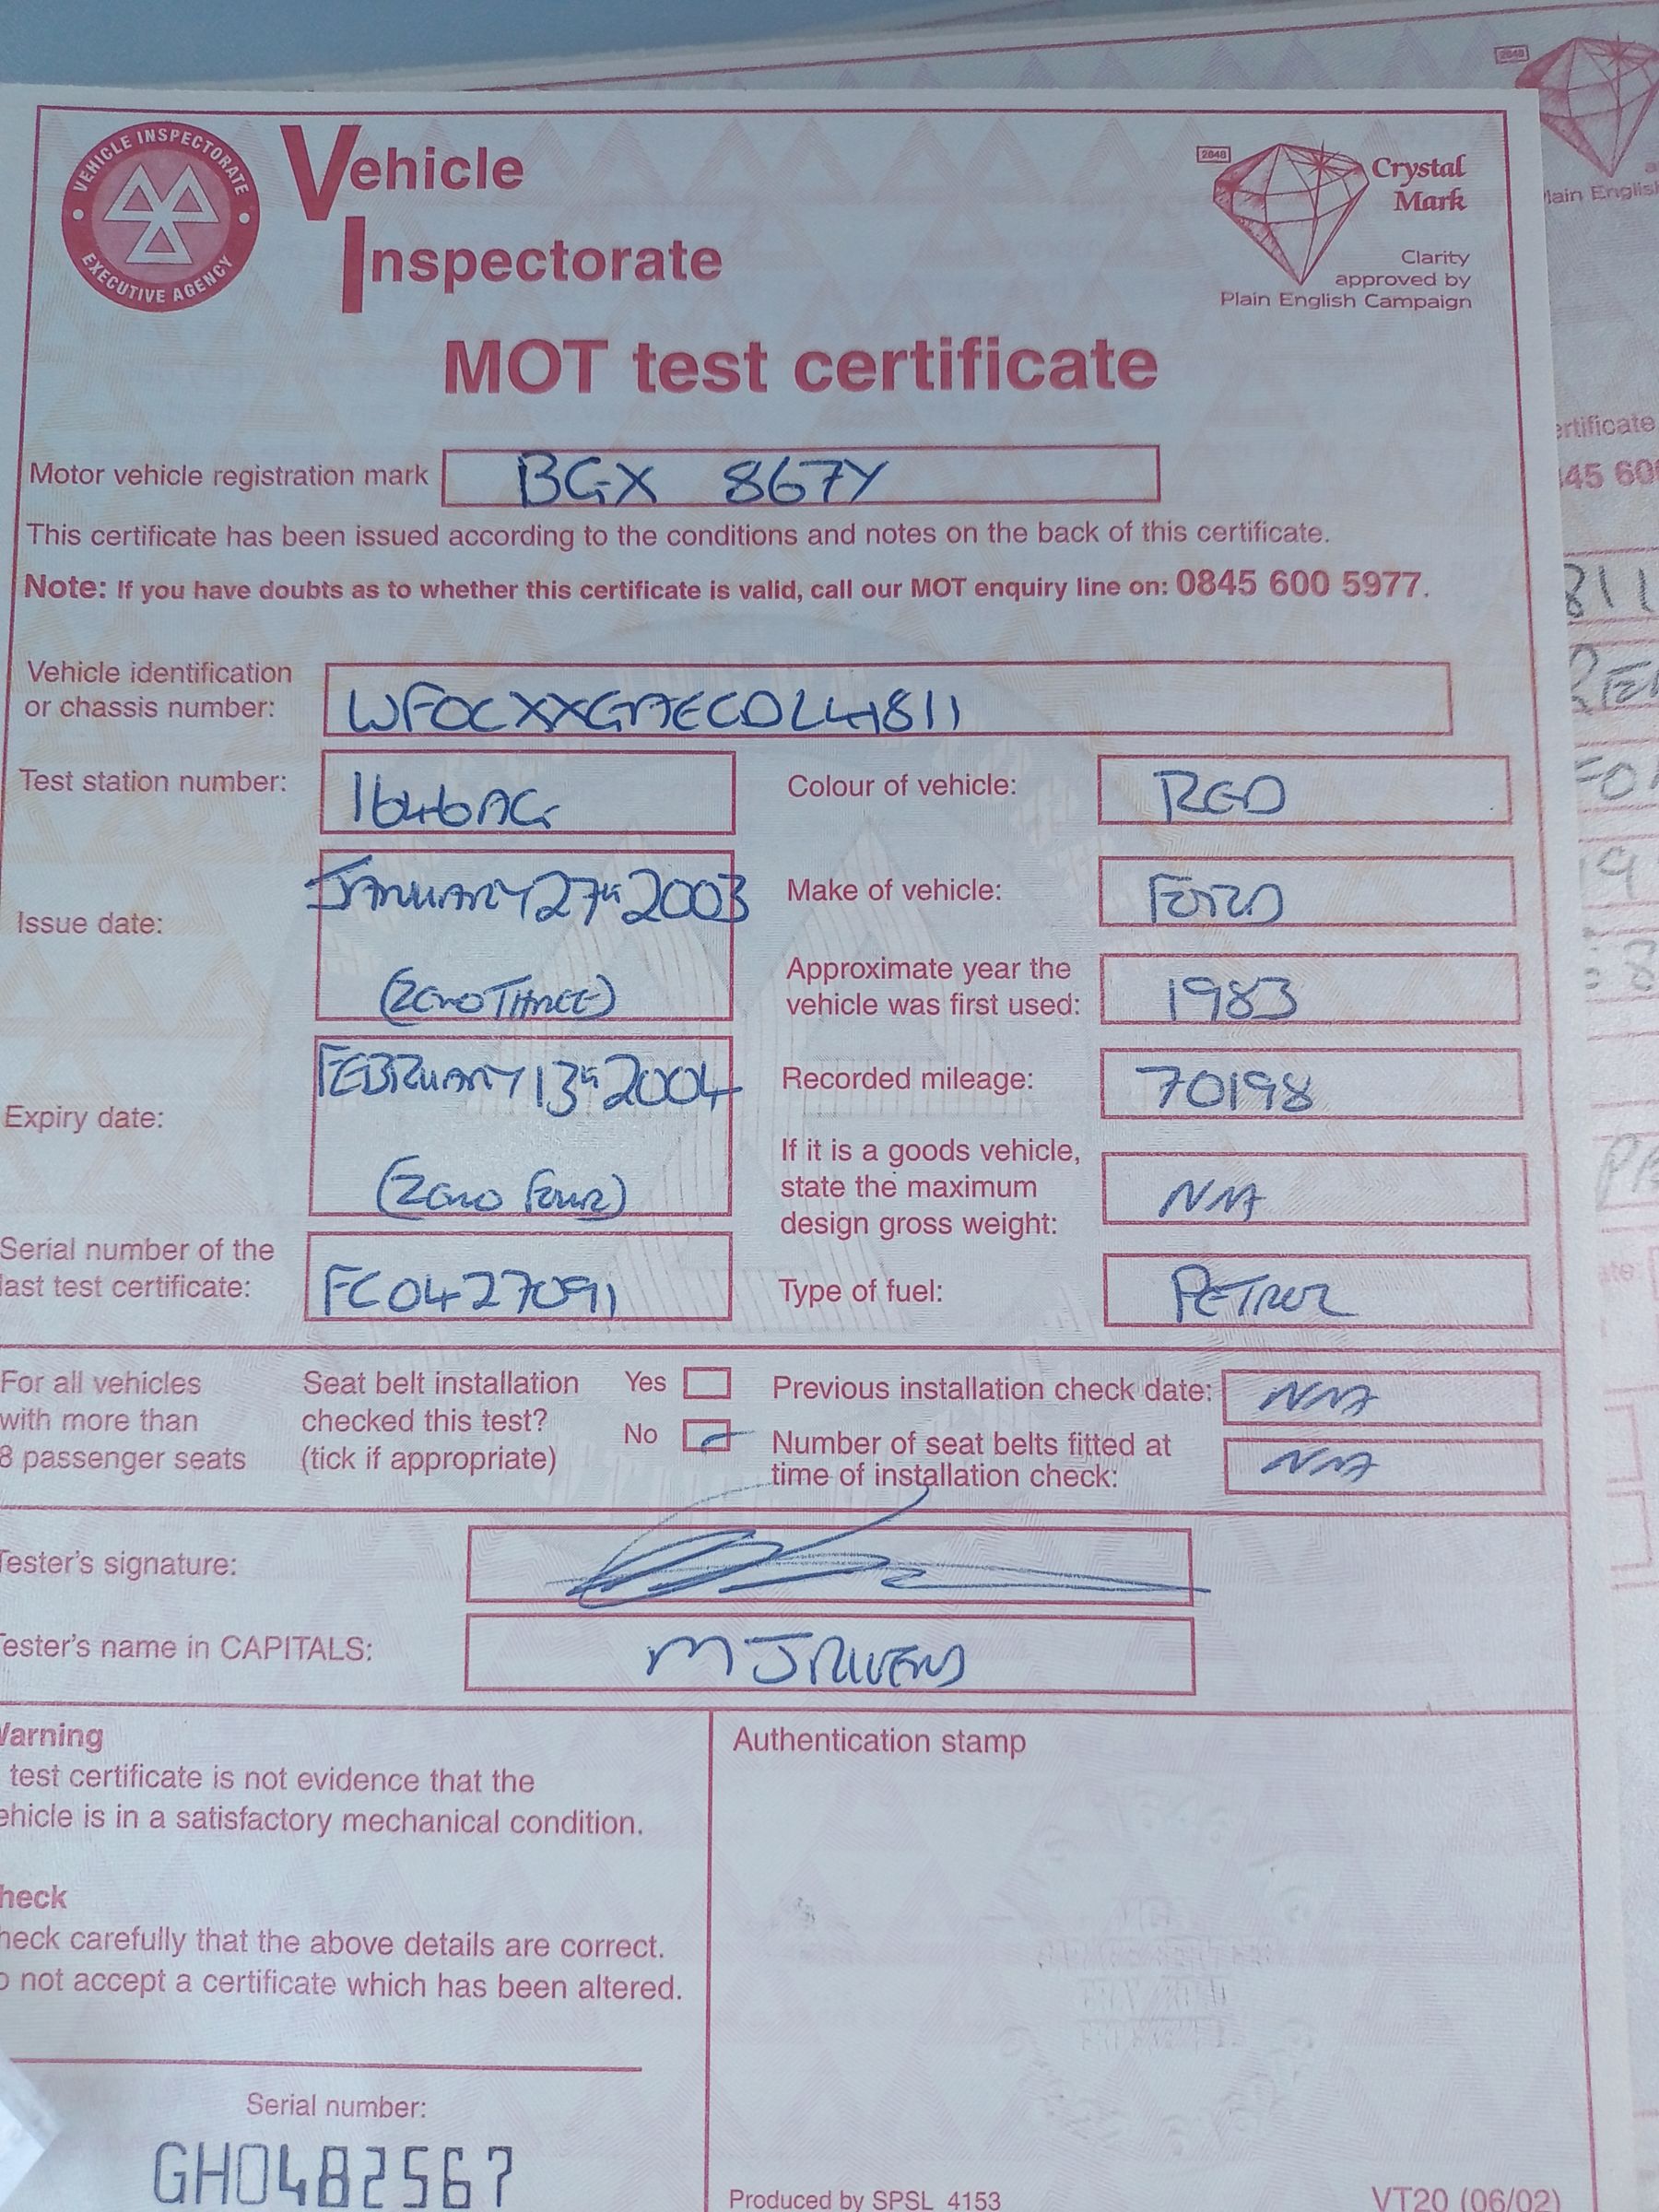 VEHICLE INSPECTORATE
EXECUTIVE AGENCY
Vehicle
Inspectorate
2848
Crystal
Mark
Clarity
approved by
Plain English Campaign
MOT test certificate
Motor vehicle registration mark BGX 867Y
This certificate has been issued according to the conditions and notes on the back of this certificate.
Note: If you have doubts as to whether this certificate is valid, call our MOT enquiry line on: 0845 600 5977.
Vehicle identification
or chassis number: WFOCXXGAECDL41811
Test station number: 1646AG
Colour of vehicle: RED
Issue date: JANUARY 27th 2003
(ZERO THREE)
Make of vehicle: FORD
Approximate year the
vehicle was first used: 1983
Expiry date: FEBRUARY 13th 2004
(ZERO FOUR)
Recorded mileage: 70198
If it is a goods vehicle,
state the maximum
design gross weight: N/A
Serial number of the
last test certificate: FC0427091
Type of fuel: PETROL
For all vehicles
with more than
8 passenger seats
Seat belt installation
checked this test?
(tick if appropriate)
Yes
No
Previous installation check date: N/A
Number of seat belts fitted at
time of installation check: N/A
Tester's signature:
Tester's name in CAPITALS: M J RIVERS
Warning
test certificate is not evidence that the
vehicle is in a satisfactory mechanical condition.
heck
heck carefully that the above details are correct.
o not accept a certificate which has been altered.
Serial number:
GH0482567
Authentication stamp
Produced by SPSL 4153
VT20 (06/02)